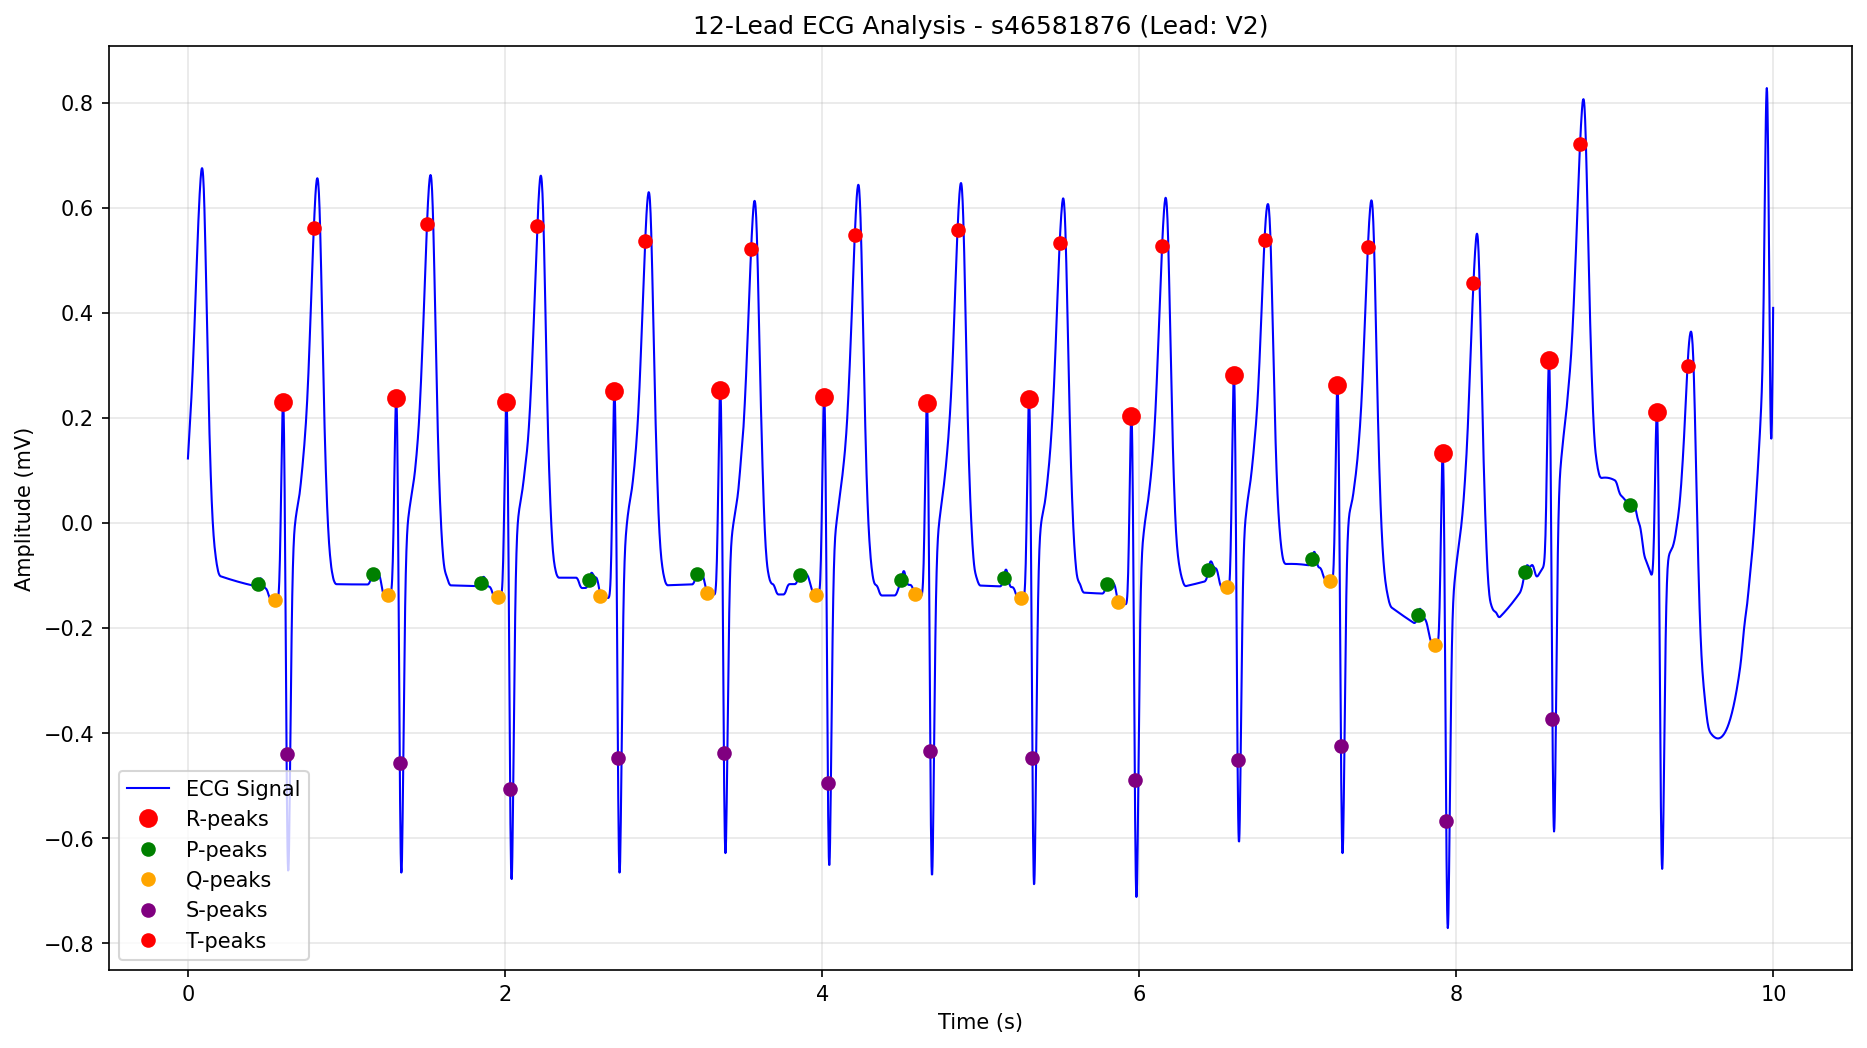 12-Lead ECG Analysis - s46581876 (Lead: V2)
Amplitude (mV)
0.8
0.6
0.4
0.2
0.0
−0.2
−0.4
−0.6
−0.8
ECG Signal
R-peaks
P-peaks
Q-peaks
S-peaks
T-peaks
0 2 4 6 8 10
Time (s)